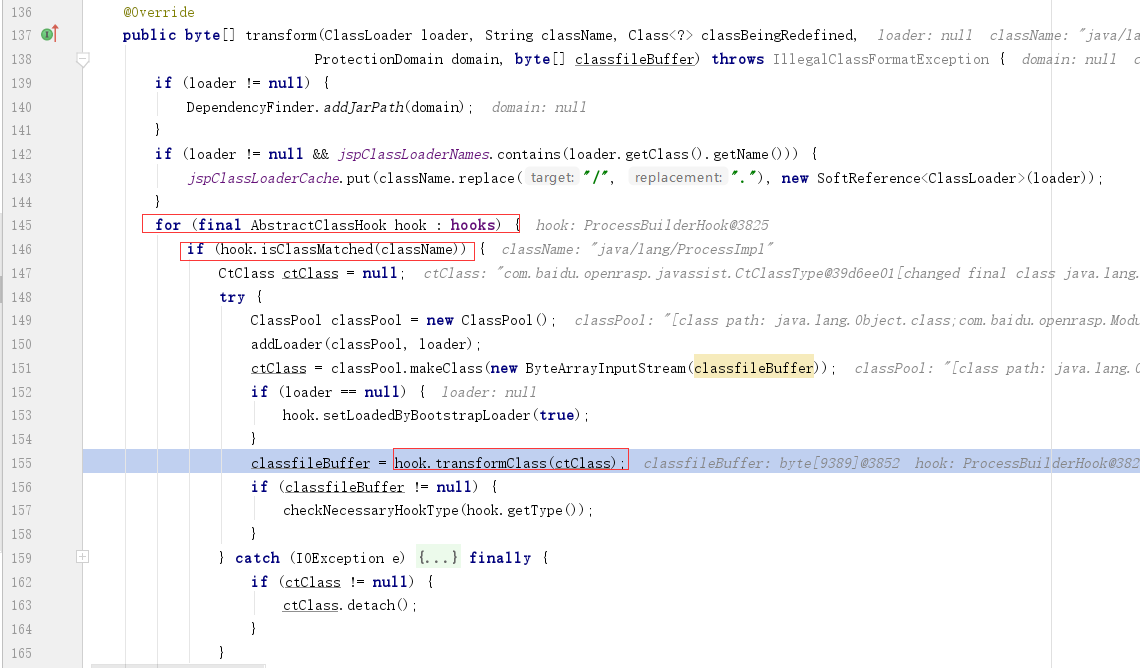 136 @Override
137 public byte[] transform(ClassLoader loader, String className, Class<?> classBeingRedefined, loader: null className: "java/la
138 ProtectionDomain domain, byte[] classfileBuffer) throws IllegalClassFormatException { domain: null c
139 if (loader != null) {
140 DependencyFinder.addJarPath(domain); domain: null
141 }
142 if (loader != null && jspClassLoaderNames.contains(loader.getClass().getName())) {
143 jspClassLoaderCache.put(className.replace( target: "/", replacement: "."), new SoftReference<ClassLoader>(loader));
144 }
145 for (final AbstractClassHook hook : hooks) { hook: ProcessBuilderHook@3825
146 if (hook.isClassMatched(className)) { className: "java/lang/ProcessImpl"
147 CtClass ctClass = null; ctClass: "com.baidu.openrasp.javassist.CtClassType@39d6ee01[changed final class java.lang.
148 try {
149 ClassPool classPool = new ClassPool(); classPool: "[class path: java.lang.Object.class;com.baidu.openrasp.Modu
150 addLoader(classPool, loader);
151 ctClass = classPool.makeClass(new ByteArrayInputStream(classfileBuffer)); classPool: "[class path: java.lang.O
152 if (loader == null) { loader: null
153 hook.setLoadedByBootstrapLoader(true);
154 }
155 classfileBuffer = hook.transformClass(ctClass); classfileBuffer: byte[9389]@3852 hook: ProcessBuilderHook@382
156 if (classfileBuffer != null) {
157 checkNecessaryHookType(hook.getType());
158 }
159 } catch (IOException e) {...} finally {
162 if (ctClass != null) {
163 ctClass.detach();
164 }
165 }